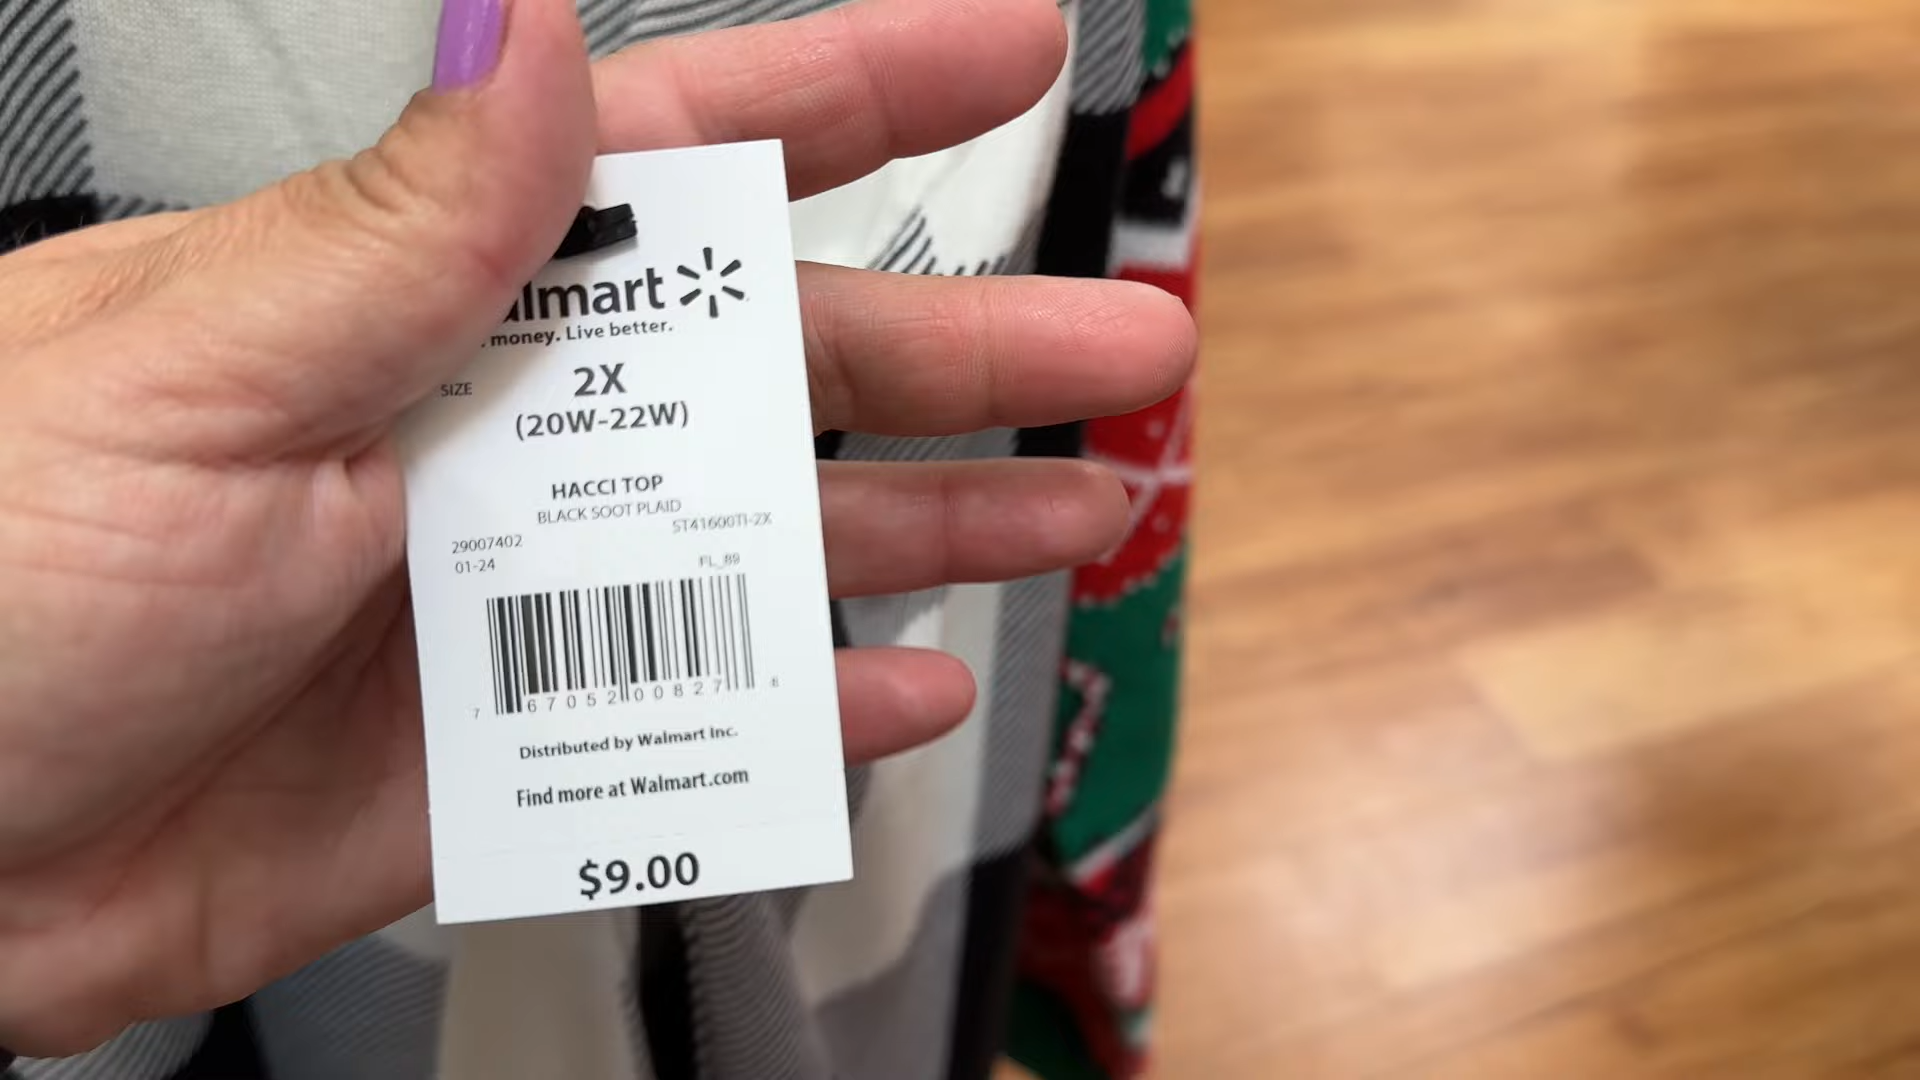 almart
. money. Live better.
SIZE
2X
(20W-22W)
HACCI TOP
BLACK SOOT PLAID
ST41600TI-2X
29007402
01-24
FL_89
7 67052 00827 8
Distributed by Walmart Inc.
Find more at Walmart.com
$9.00